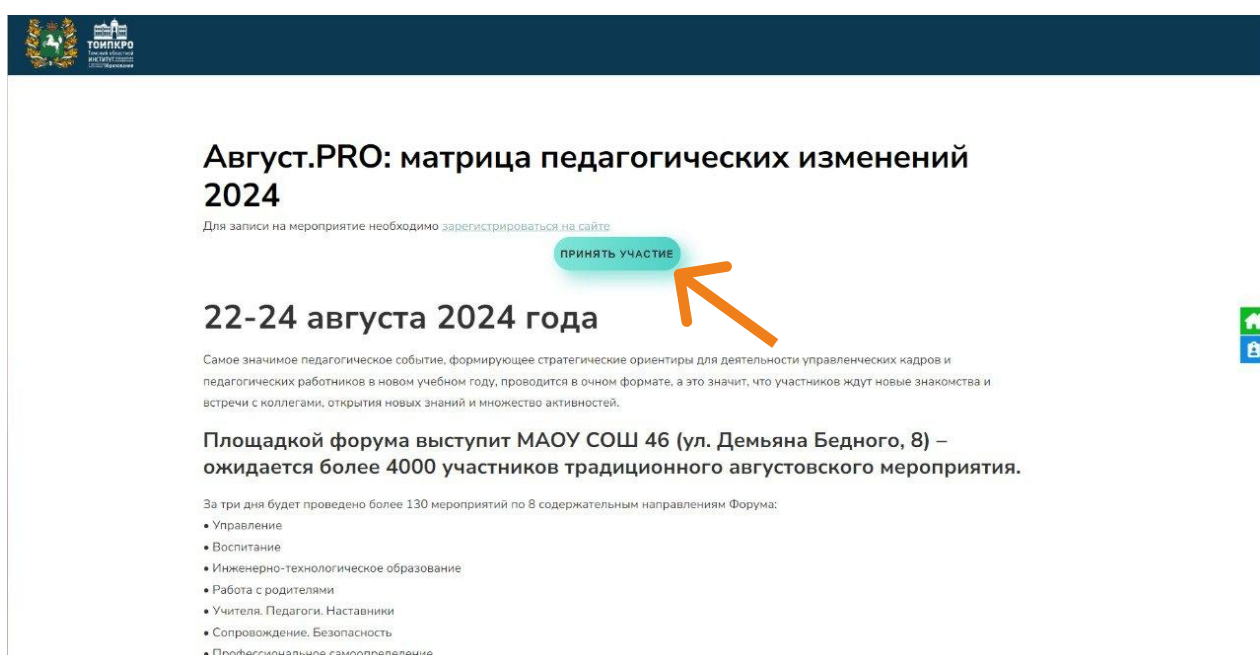 ТОИПКРО
Томский областной
ИНСТИТУТ
Август.PRO: матрица педагогических изменений
2024
Для записи на мероприятие необходимо зарегистрироваться на сайте
ПРИНЯТЬ УЧАСТИЕ
22-24 августа 2024 года
Самое значимое педагогическое событие, формирующее стратегические ориентиры для деятельности управленческих кадров и
педагогических работников в новом учебном году, проводится в очном формате, а это значит, что участников ждут новые знакомства и
встречи с коллегами, открытия новых знаний и множество активностей.
Площадкой форума выступит МАОУ СОШ 46 (ул. Демьяна Бедного, 8) –
ожидается более 4000 участников традиционного августовского мероприятия.
За три дня будет проведено более 130 мероприятий по 8 содержательным направлениям Форума:
• Управление
• Воспитание
• Инженерно-технологическое образование
• Работа с родителями
• Учителя. Педагоги. Наставники
• Сопровождение. Безопасность
• Профессиональное самоопределение